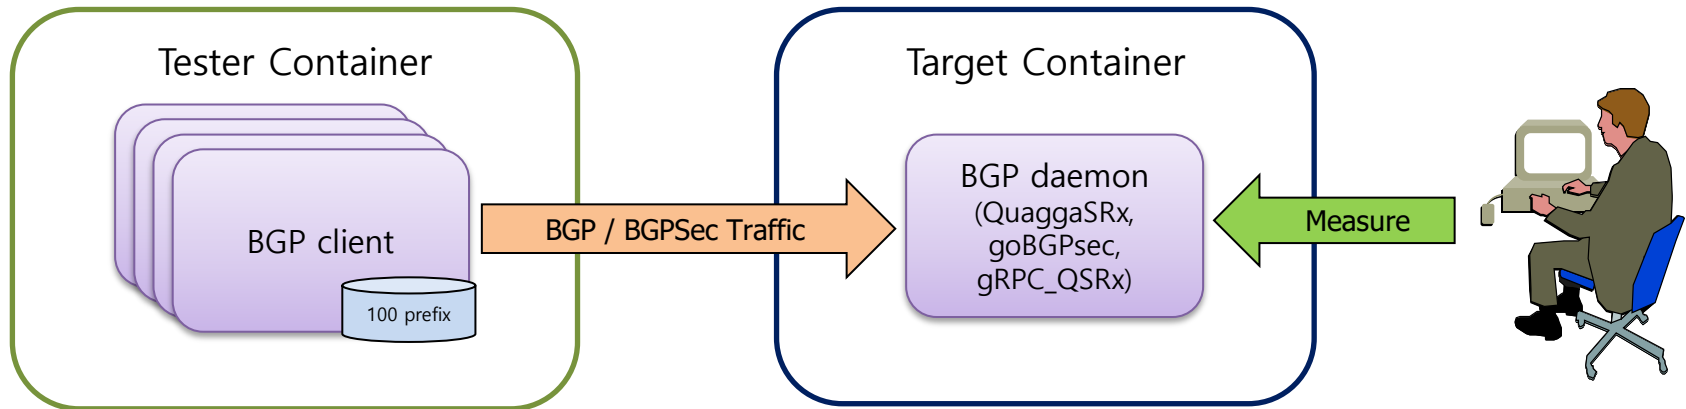 Tester Container
BGP client
100 prefix
BGP / BGPSec Traffic
Target Container
BGP daemon
(QuaggaSRx,
goBGPsec,
gRPC_QSRx)
Measure